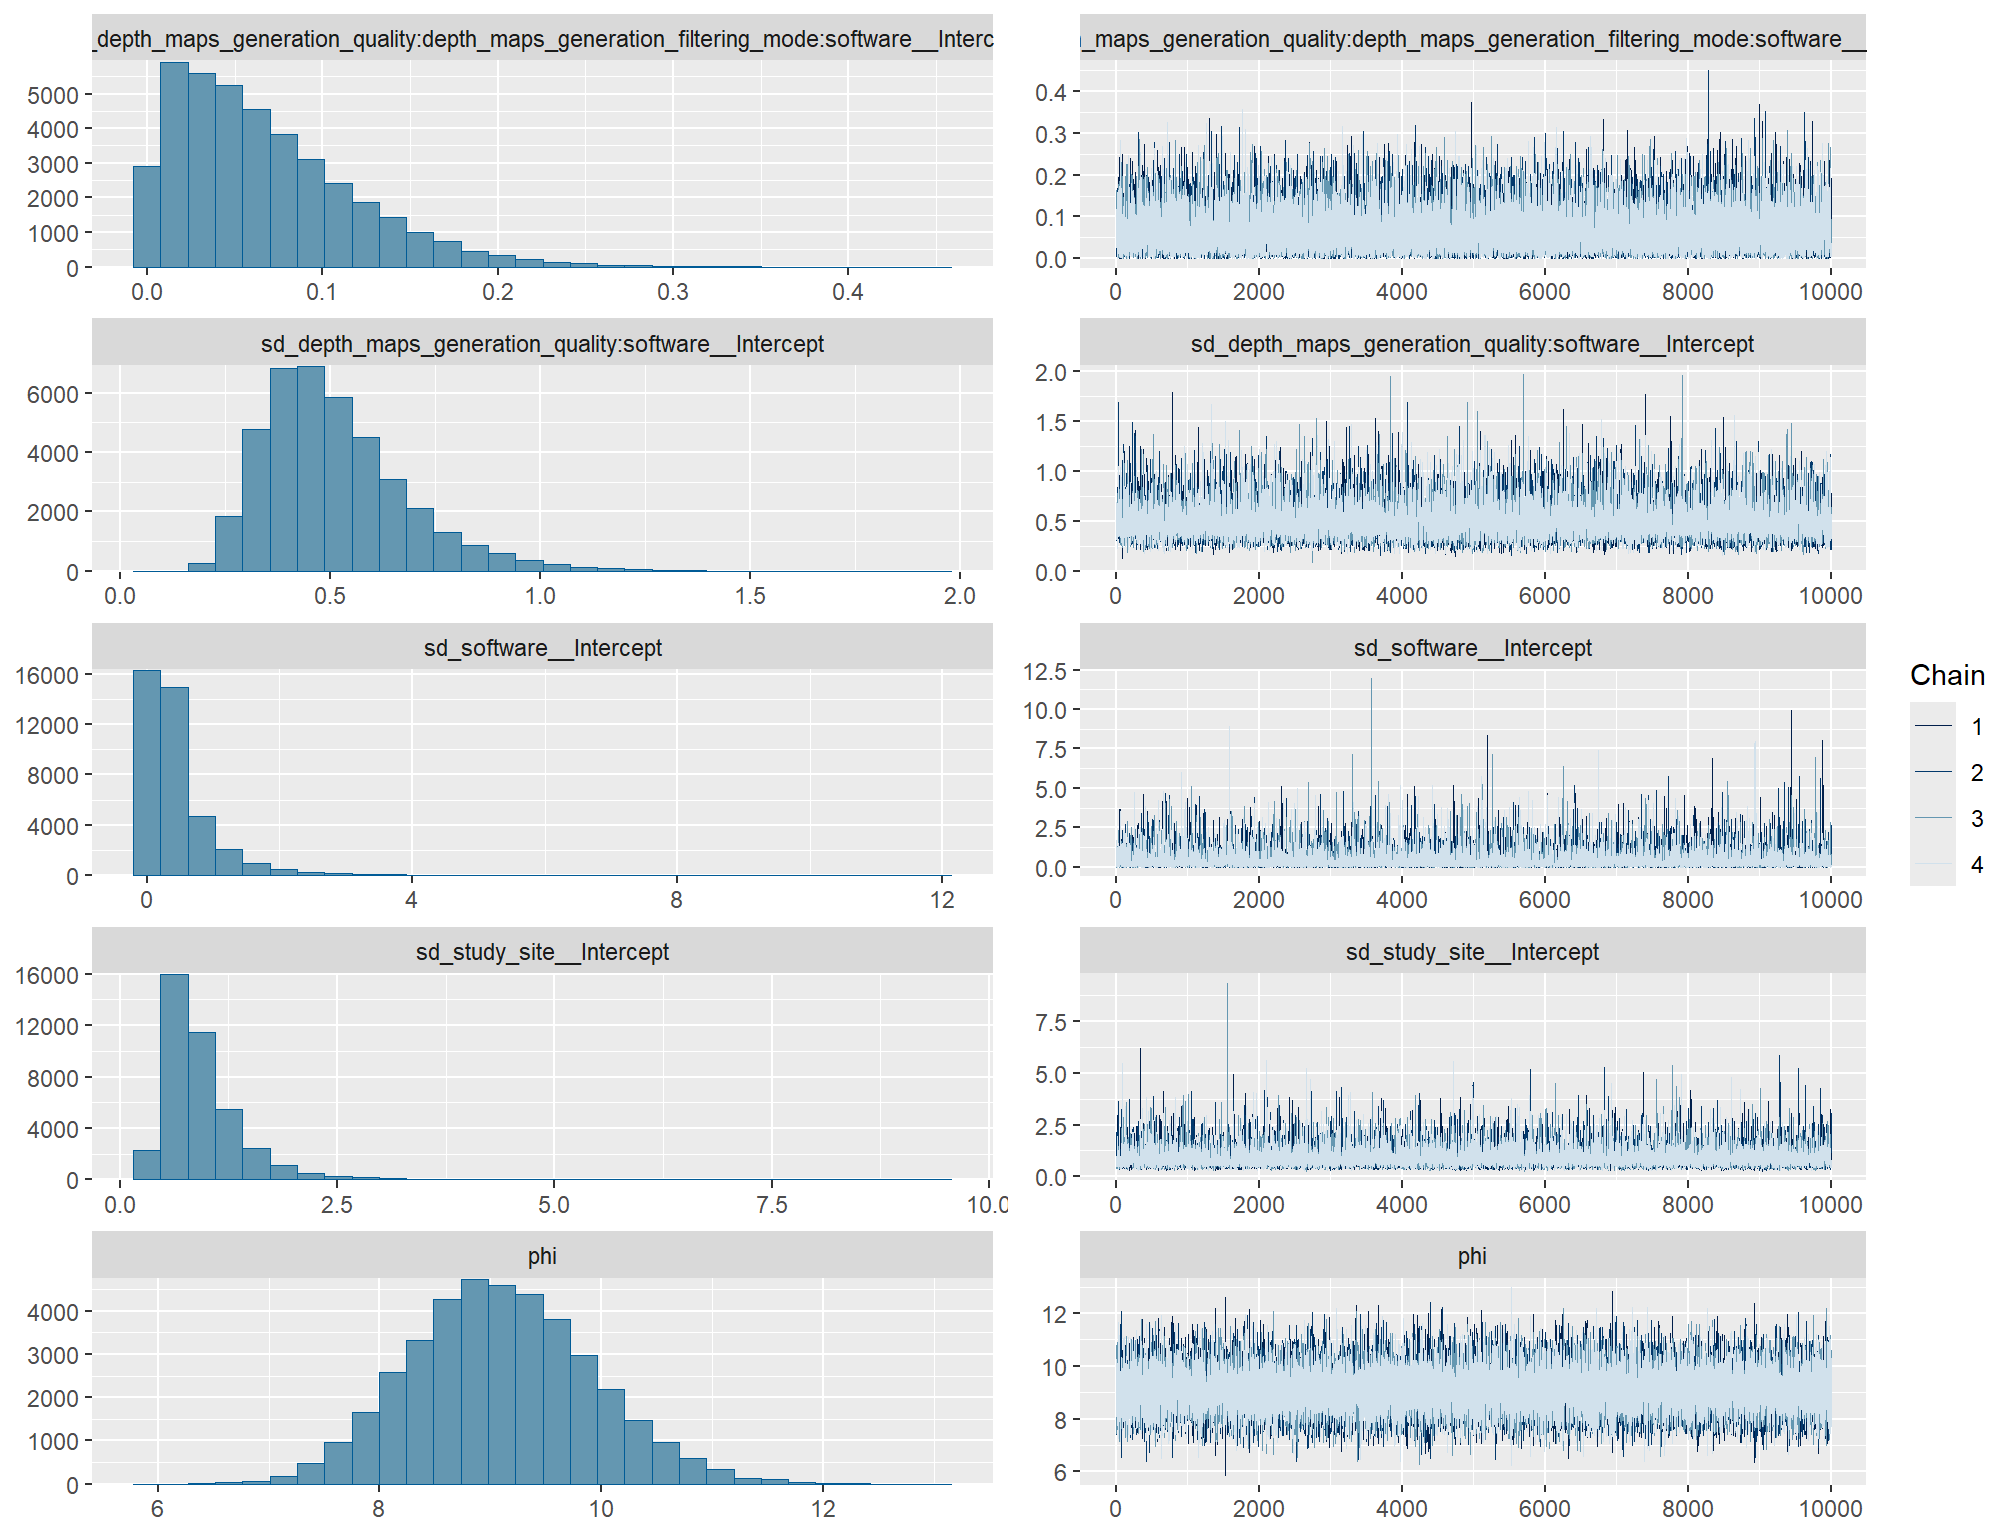 _depth_maps_generation_quality:depth_maps_generation_filtering_mode:software__Interc
5000
4000
3000
2000
1000
0
0.0 0.1 0.2 0.3 0.4
_maps_generation_quality:depth_maps_generation_filtering_mode:software__
0.4
0.3
0.2
0.1
0.0
0 2000 4000 6000 8000 10000
sd_depth_maps_generation_quality:software__Intercept
6000
4000
2000
0
0.0 0.5 1.0 1.5 2.0
sd_depth_maps_generation_quality:software__Intercept
2.0
1.5
1.0
0.5
0.0
0 2000 4000 6000 8000 10000
sd_software__Intercept
16000
12000
8000
4000
0
0 4 8 12
sd_software__Intercept
12.5
10.0
7.5
5.0
2.5
0.0
0 2000 4000 6000 8000 10000
sd_study_site__Intercept
16000
12000
8000
4000
0
0.0 2.5 5.0 7.5 10.0
sd_study_site__Intercept
7.5
5.0
2.5
0.0
0 2000 4000 6000 8000 10000
phi
4000
3000
2000
1000
0
6 8 10 12
phi
12
10
8
6
0 2000 4000 6000 8000 10000
Chain
1
2
3
4